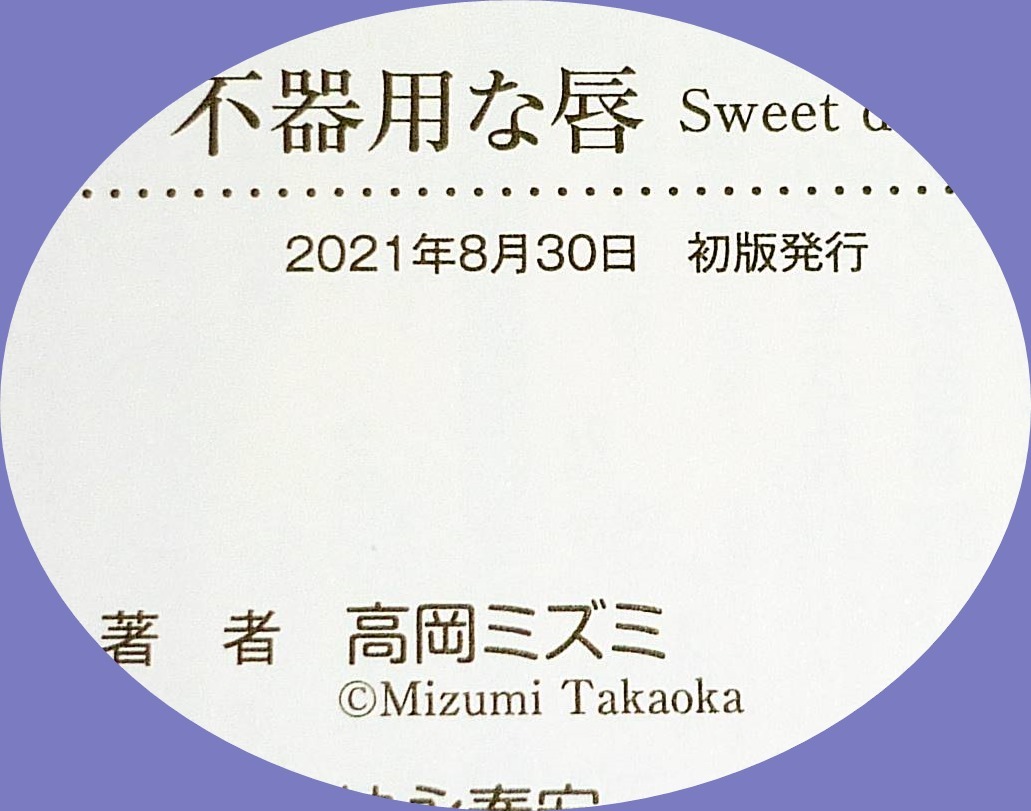 不器用な唇 Sweet
2021年8月30日　初版発行
著　者　高岡ミズミ
©Mizumi Takaoka